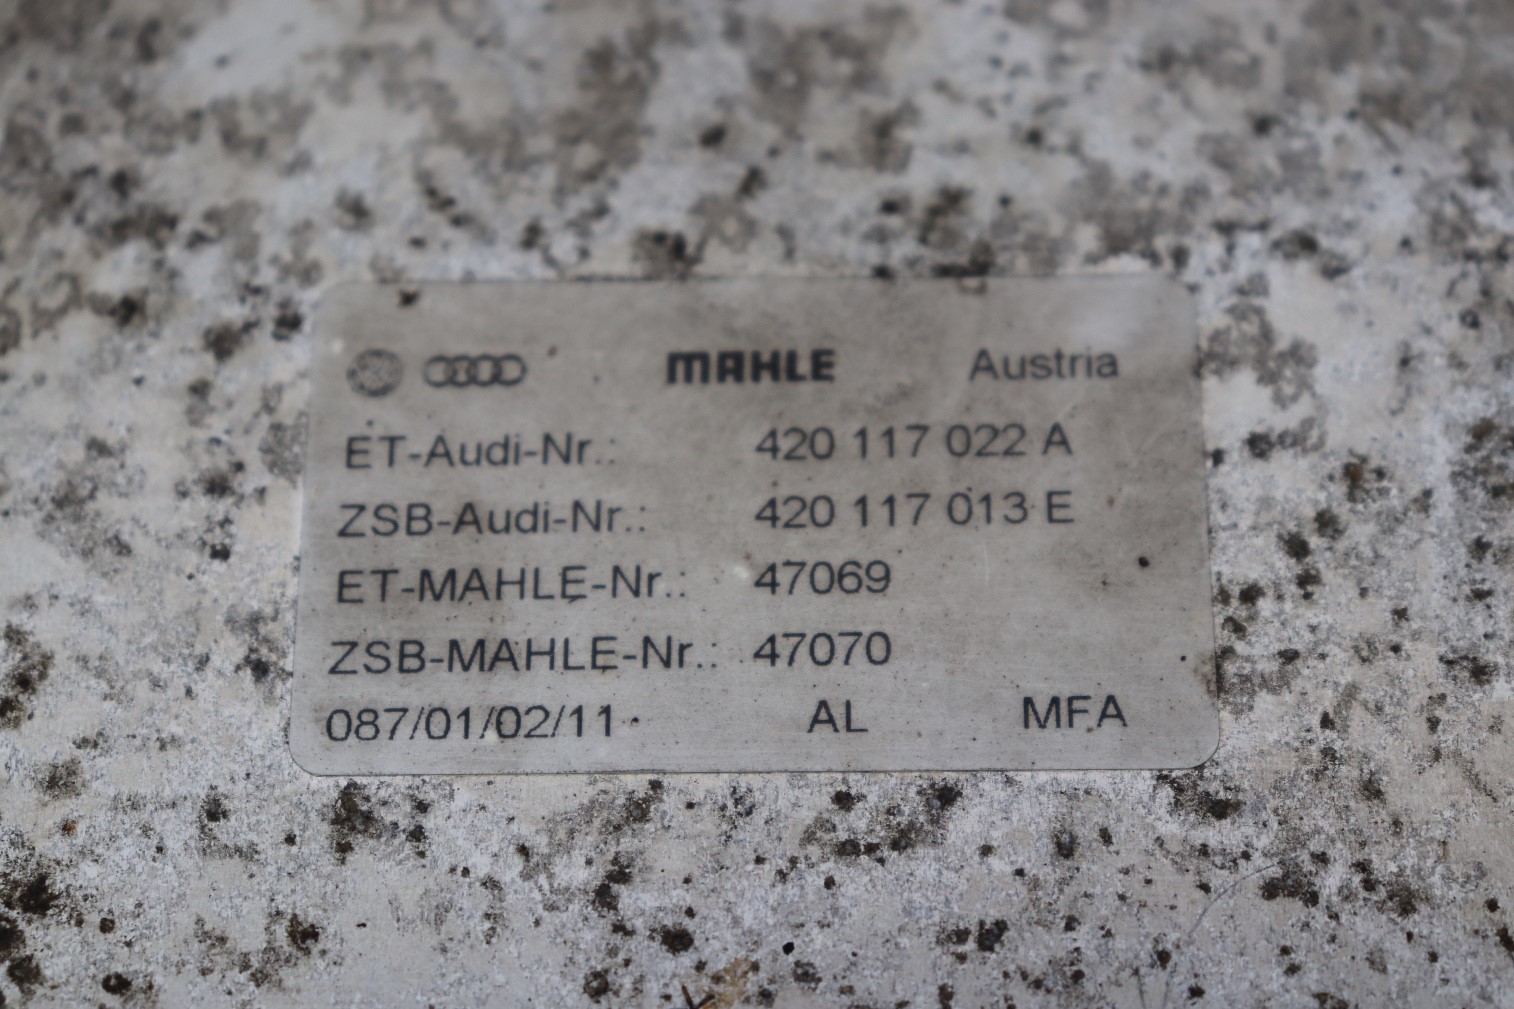 MAHLE Austria
ET-Audi-Nr.: 420 117 022 A
ZSB-Audi-Nr.: 420 117 013 E
ET-MAHLE-Nr.: 47069
ZSB-MAHLE-Nr.: 47070
087/01/02/11 AL MFA